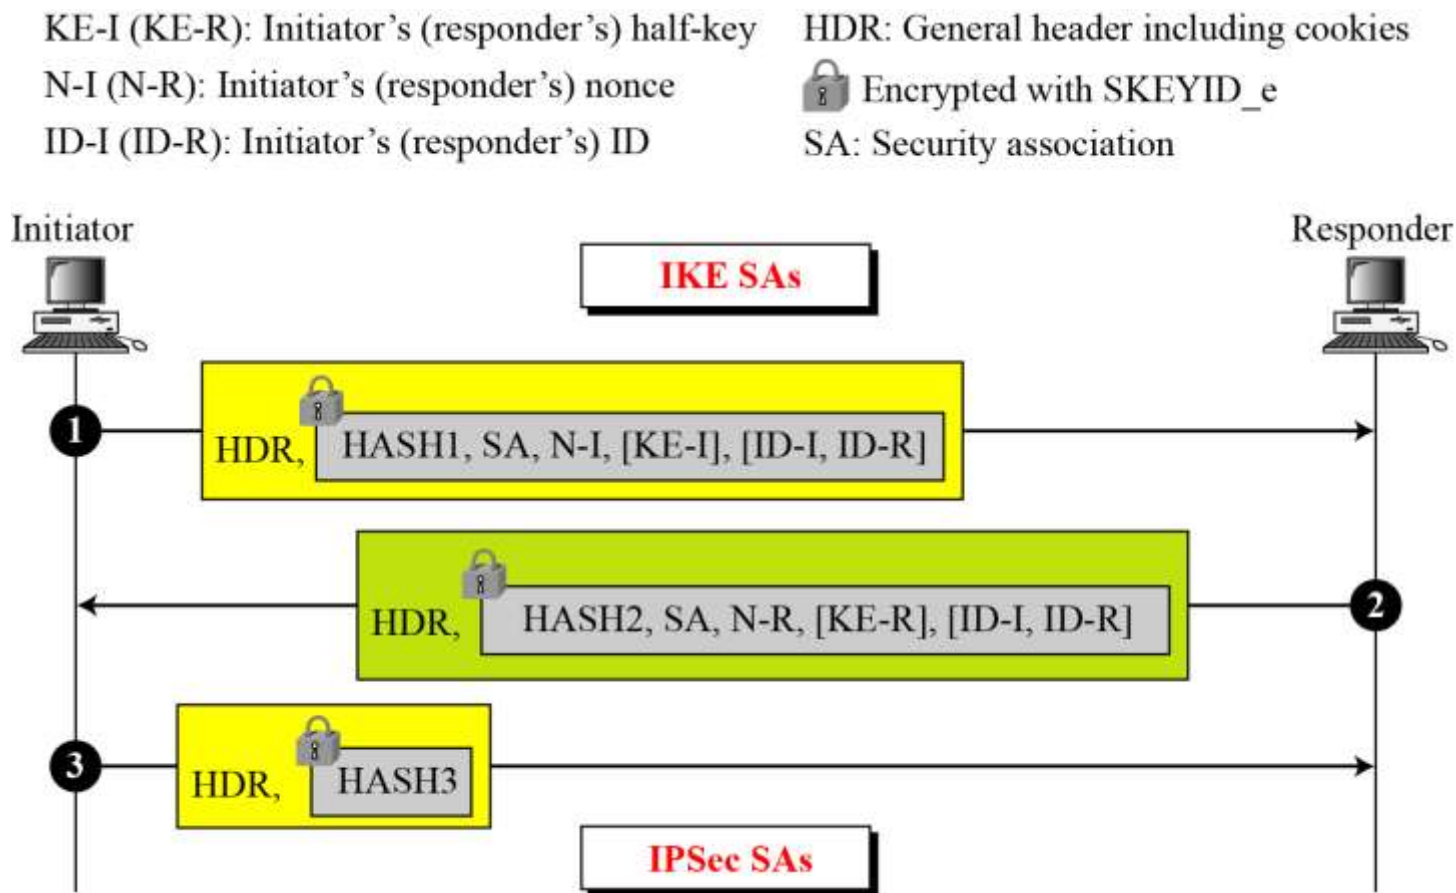 KE-I (KE-R): Initiator’s (responder’s) half-key
HDR: General header including cookies
N-I (N-R): Initiator’s (responder’s) nonce
Encrypted with SKEYID_e
ID-I (ID-R): Initiator’s (responder’s) ID
SA: Security association
Initiator
Responder
IKE SAs
1
HDR, HASH1, SA, N-I, [KE-I], [ID-I, ID-R]
HDR, HASH2, SA, N-R, [KE-R], [ID-I, ID-R]
2
3
HDR, HASH3
IPSec SAs